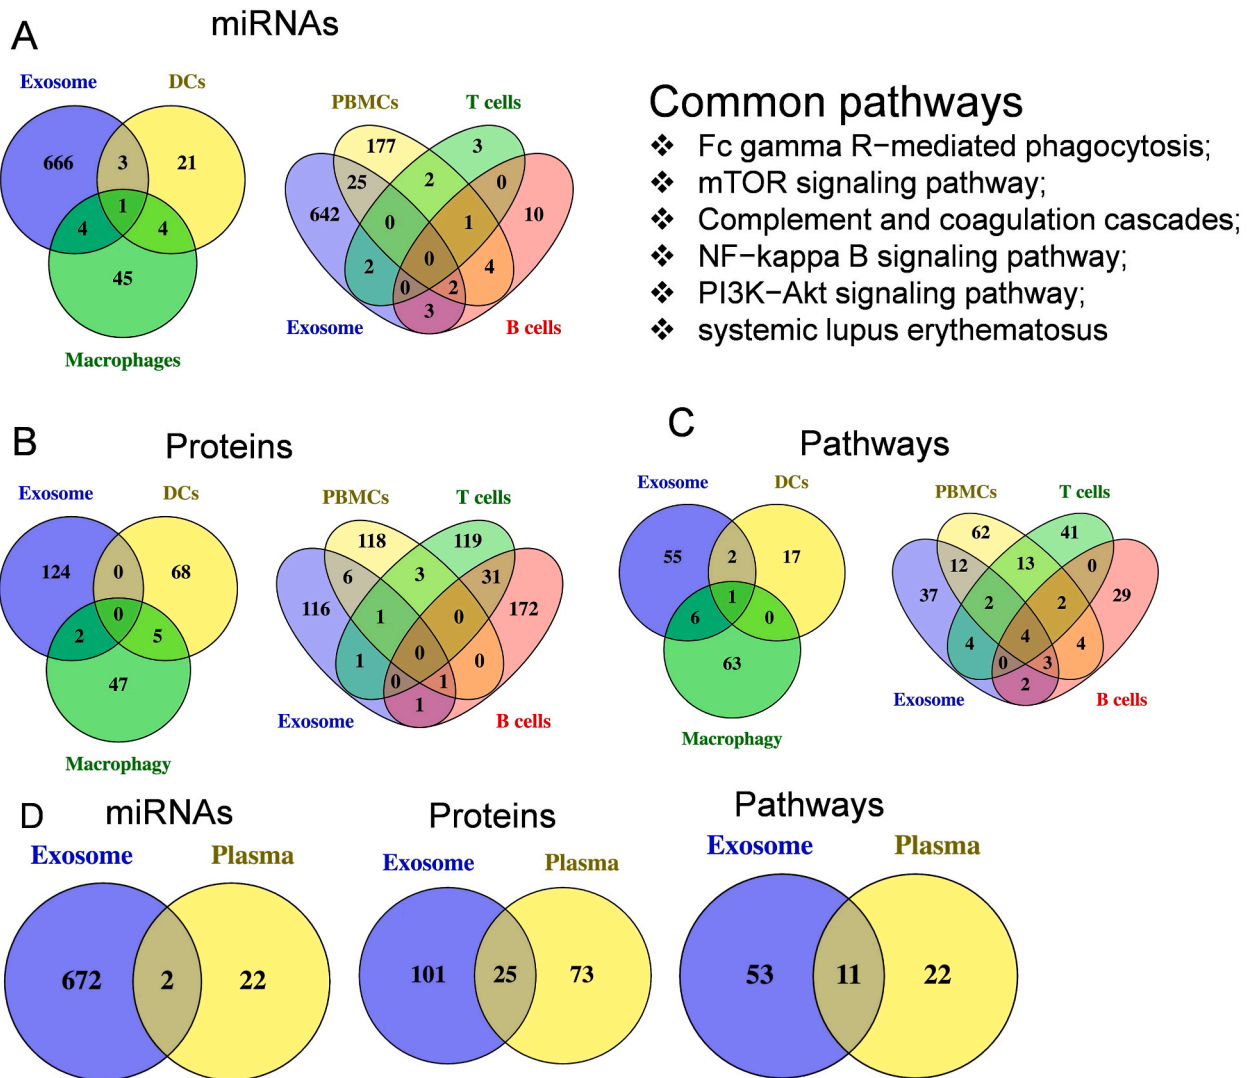 A
miRNAs
Exosome DCs
666 3 21
1
4 4
45
Macrophages
PBMCs T cells
177 3
25 2 0
642 0 1 10
2 0 4
0 2
3
Exosome B cells
Common pathways
❖ Fc gamma R−mediated phagocytosis;
❖ mTOR signaling pathway;
❖ Complement and coagulation cascades;
❖ NF−kappa B signaling pathway;
❖ PI3K−Akt signaling pathway;
❖ systemic lupus erythematosus
B
Proteins
Exosome DCs
124 0 68
0
2 5
47
Macrophagy
PBMCs T cells
118 119
6 3 31
116 1 0 172
1 0 0
0 1
1
Exosome B cells
C
Pathways
Exosome DCs
55 2 17
1
6 0
63
Macrophagy
PBMCs T cells
62 41
12 13 0
37 2 2 29
4 4 4
0 3
2
Exosome B cells
D
miRNAs
Exosome Plasma
672 2 22
Proteins
Exosome Plasma
101 25 73
Pathways
Exosome Plasma
53 11 22